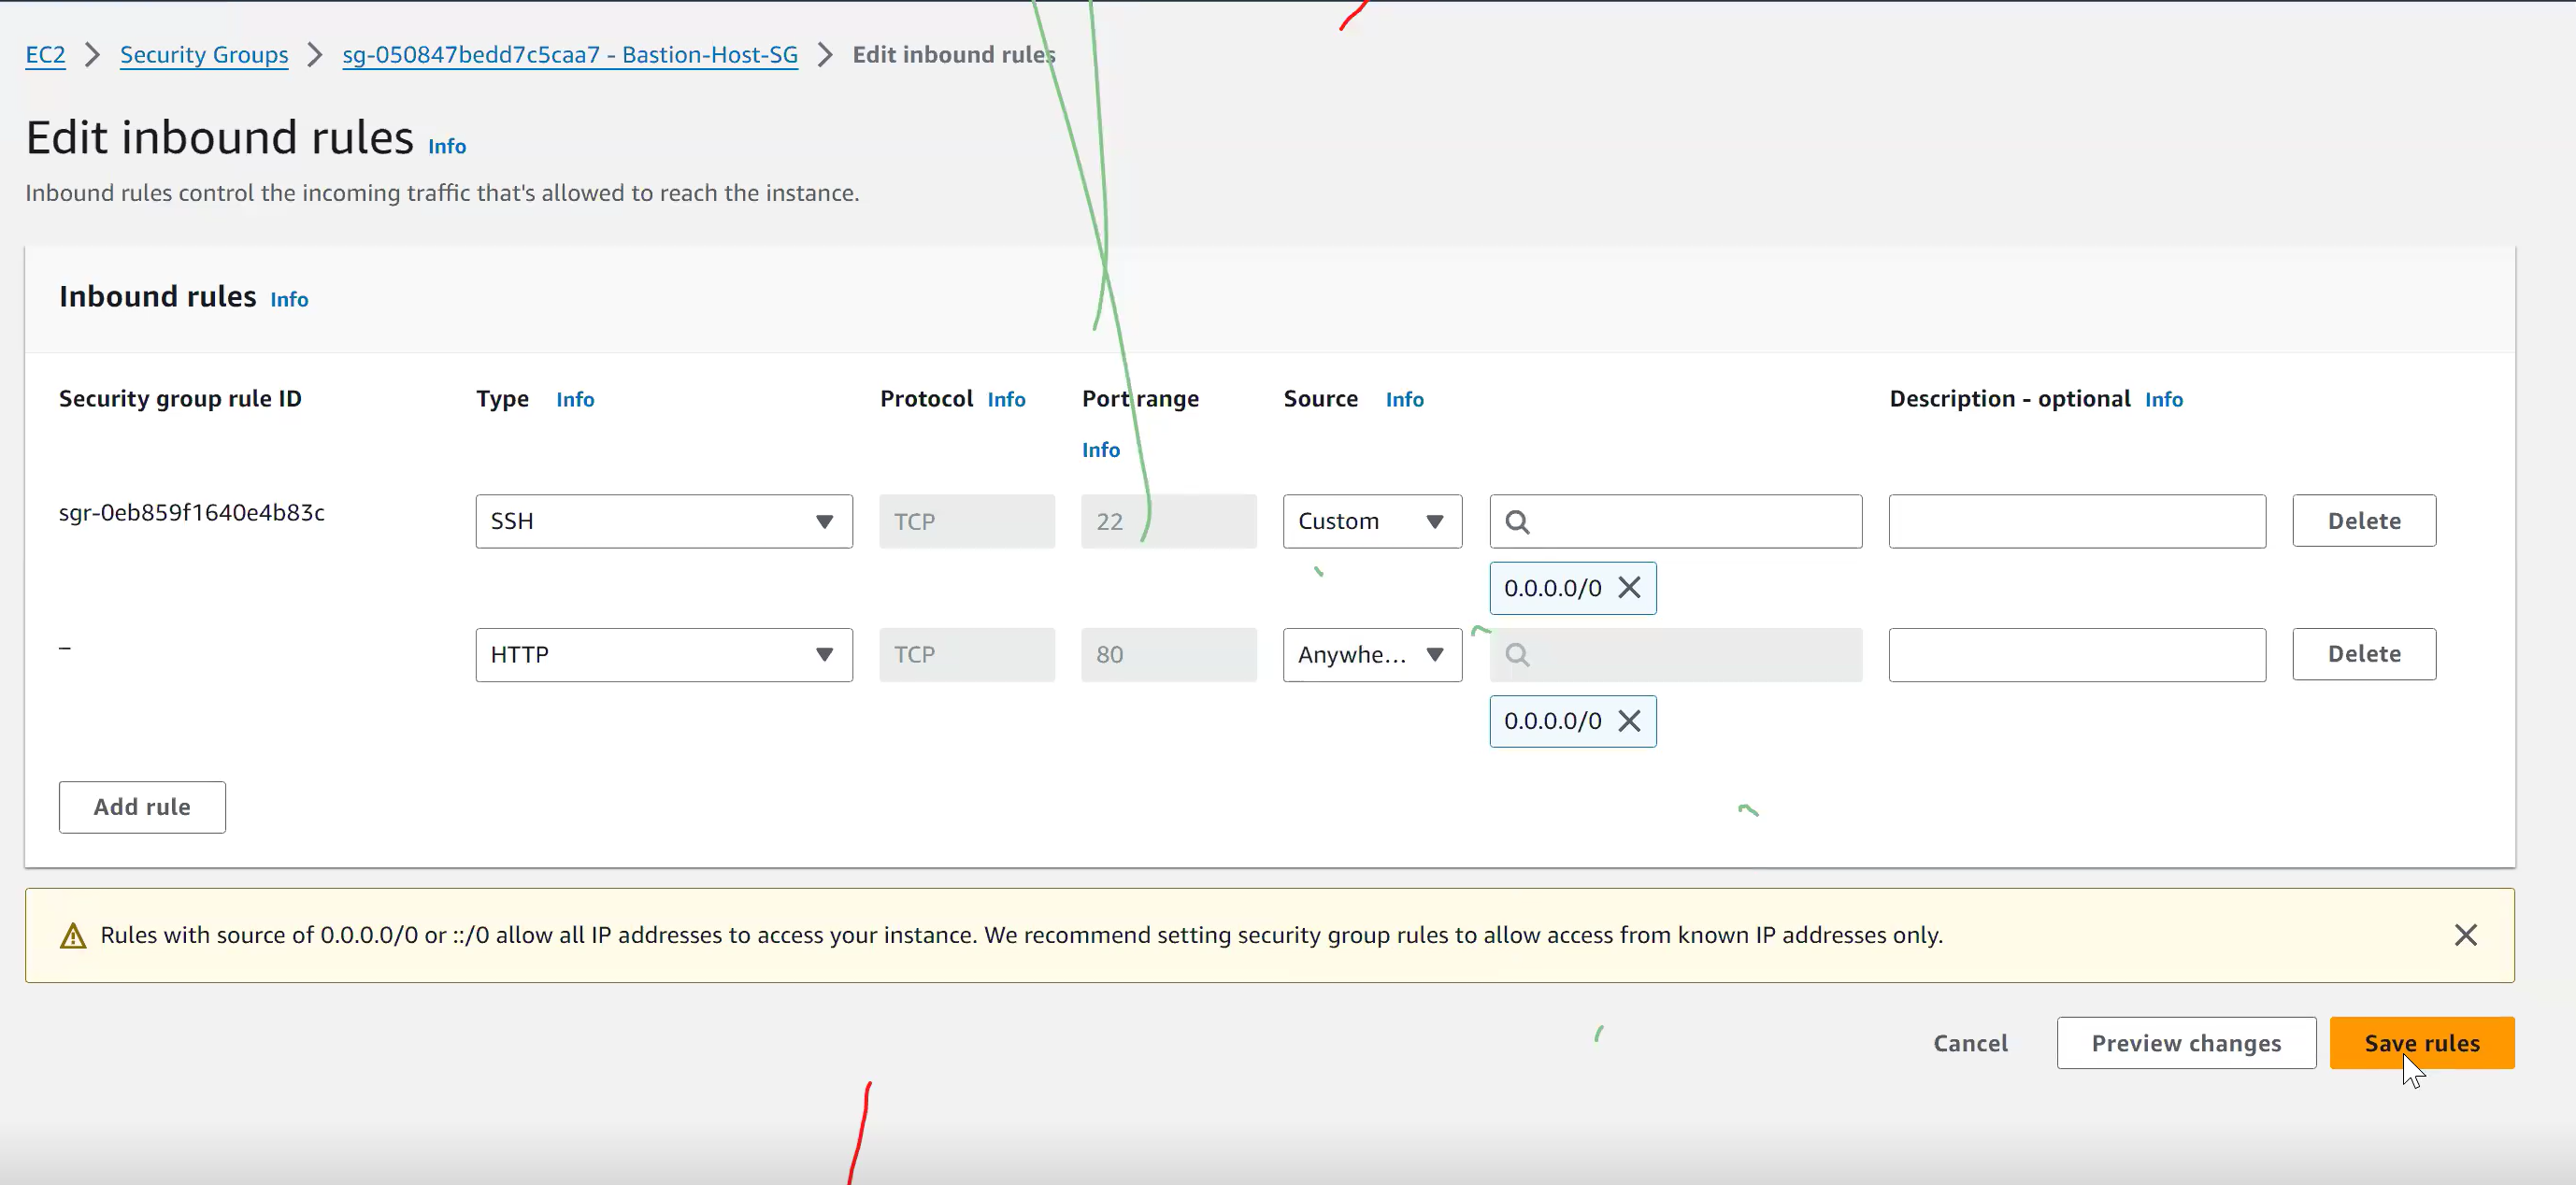 EC2 > Security Groups > sg-050847bedd7c5caa7 - Bastion-Host-SG > Edit inbound rules
Edit inbound rules Info
Inbound rules control the incoming traffic that's allowed to reach the instance.
Inbound rules Info
Security group rule ID Type Info Protocol Info Port range Info Source Info Description - optional Info
sgr-0eb859f1640e4b83c SSH TCP 22 Custom Delete
0.0.0.0/0
– HTTP TCP 80 Anywhe... Delete
0.0.0.0/0
Add rule
Rules with source of 0.0.0.0/0 or ::/0 allow all IP addresses to access your instance. We recommend setting security group rules to allow access from known IP addresses only.
Cancel Preview changes Save rules